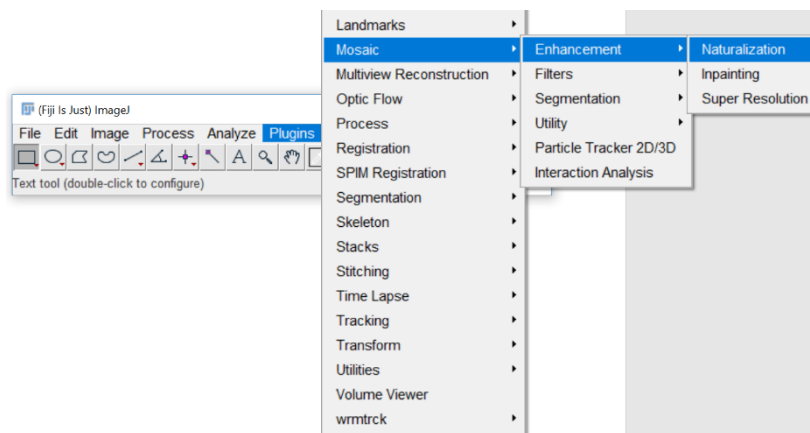 (Fiji Is Just) ImageJ
File Edit Image Process Analyze Plugins
A
Text tool (double-click to configure)
Landmarks
Mosaic
Multiview Reconstruction
Optic Flow
Process
Registration
SPIM Registration
Segmentation
Skeleton
Stacks
Stitching
Time Lapse
Tracking
Transform
Utilities
Volume Viewer
wrmtrck
Enhancement
Filters
Segmentation
Utility
Particle Tracker 2D/3D
Interaction Analysis
Naturalization
Inpainting
Super Resolution